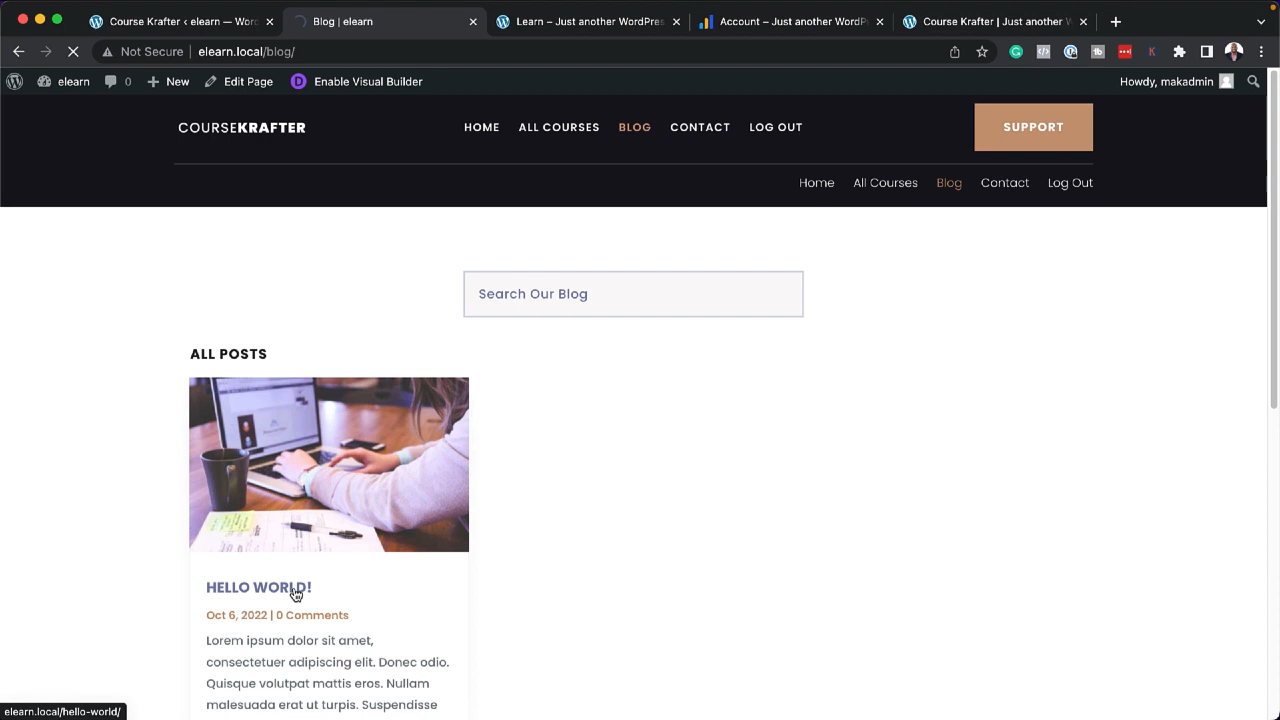 Course Krafter < elearn — Worc
Blog | elearn
Learn – Just another WordPres
Account – Just another WordP
Course Krafter | Just another W
Not Secure | elearn.local/blog/
elearn 0 New Edit Page D Enable Visual Builder Howdy, makadmin
COURSEKRAFTER HOME ALL COURSES BLOG CONTACT LOG OUT SUPPORT
Home All Courses Blog Contact Log Out
Search Our Blog
ALL POSTS
HELLO WORLD!
Oct 6, 2022 | 0 Comments
Lorem ipsum dolor sit amet,
consectetuer adipiscing elit. Donec odio.
Quisque volutpat mattis eros. Nullam
malesuada erat ut turpis. Suspendisse
elearn.local/hello-world/